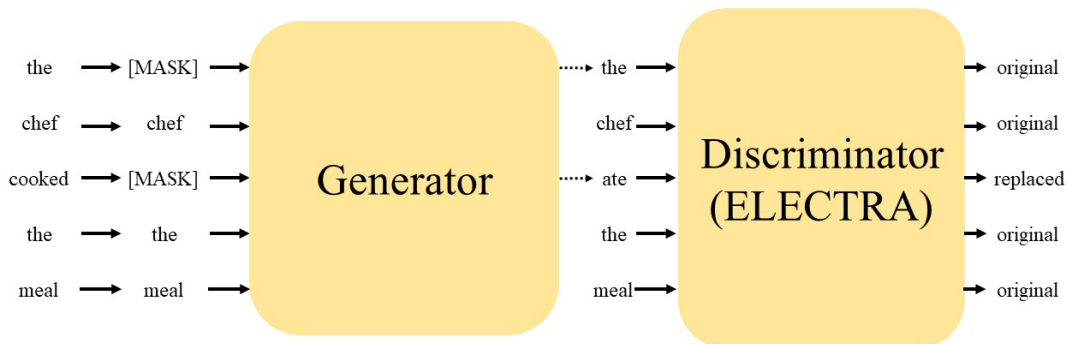 the [MASK] the original
chef chef chef original
Generator
Discriminator
(ELECTRA)
cooked [MASK] ate replaced
the the the original
meal meal meal original